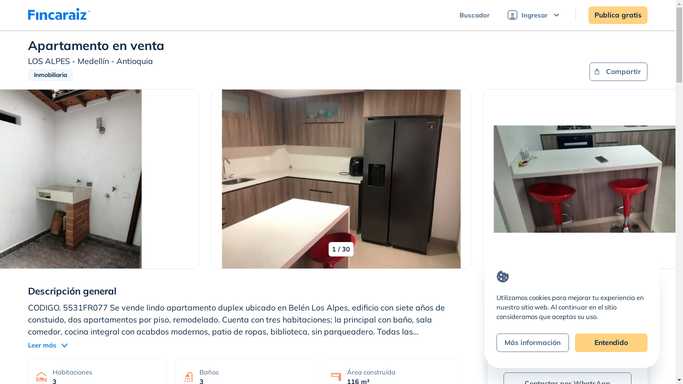 Fincaraiz
Buscador
Ingresar
Publica gratis
Apartamento en venta
LOS ALPES - Medellín - Antioquia
Inmobiliaria
Compartir
1 / 30
Descripción general
CODIGO. 5531FR077 Se vende lindo apartamento duplex ubicado en Belén Los Alpes, edificio con siete años de
constuido, dos apartamentos por piso, remodelado. Cuenta con tres habitaciones; la principal con baño, sala
comedor, cocina integral con acabdos modernos, patio de ropas, biblioteca, sin parqueadero. Todas las...
Leer más
Habitaciones
3
Baños
3
Área construida
116 m²
Utilizamos cookies para mejorar tu experiencia en
nuestro sitio web. Al continuar en el sitio
consideramos que aceptas su uso.
Más información
Entendido
Contactar por WhatsApp